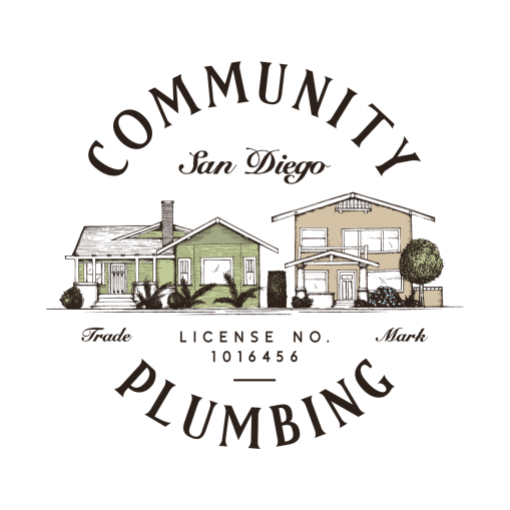 COMMUNITY
San Diego
Trade LICENSE NO. Mark
1016456
PLUMBING